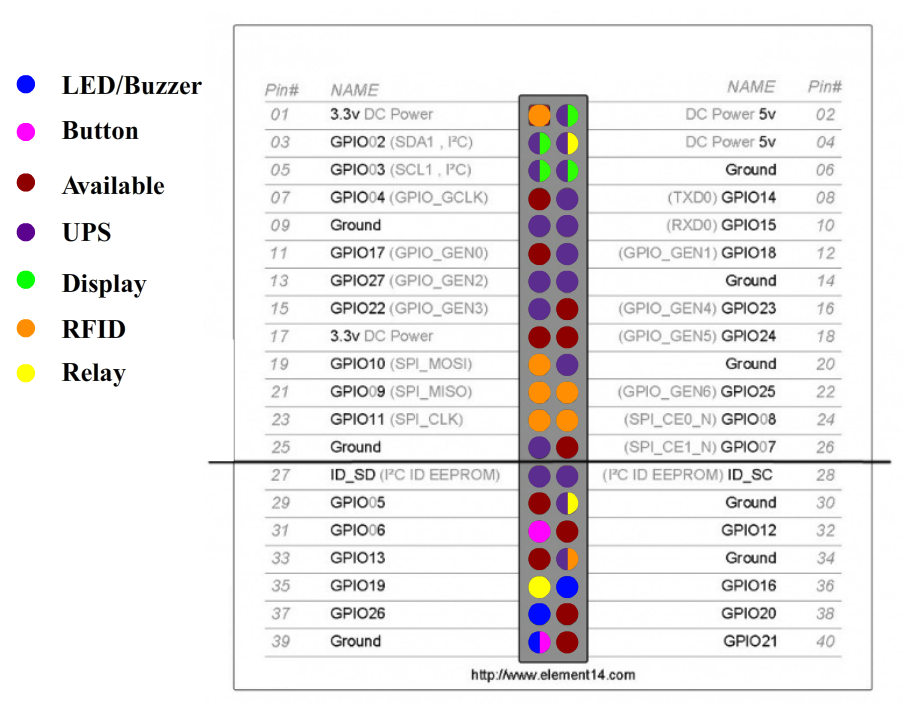 LED/Buzzer
Button
Available
UPS
Display
RFID
Relay
Pin# NAME NAME Pin#
01 3.3v DC Power DC Power 5v 02
03 GPIO02 (SDA1 , I²C) DC Power 5v 04
05 GPIO03 (SCL1 , I²C) Ground 06
07 GPIO04 (GPIO_GCLK) (TXD0) GPIO14 08
09 Ground (RXD0) GPIO15 10
11 GPIO17 (GPIO_GEN0) (GPIO_GEN1) GPIO18 12
13 GPIO27 (GPIO_GEN2) Ground 14
15 GPIO22 (GPIO_GEN3) (GPIO_GEN4) GPIO23 16
17 3.3v DC Power (GPIO_GEN5) GPIO24 18
19 GPIO10 (SPI_MOSI) Ground 20
21 GPIO09 (SPI_MISO) (GPIO_GEN6) GPIO25 22
23 GPIO11 (SPI_CLK) (SPI_CE0_N) GPIO08 24
25 Ground (SPI_CE1_N) GPIO07 26
27 ID_SD (I²C ID EEPROM) (I²C ID EEPROM) ID_SC 28
29 GPIO05 Ground 30
31 GPIO06 GPIO12 32
33 GPIO13 Ground 34
35 GPIO19 GPIO16 36
37 GPIO26 GPIO20 38
39 Ground GPIO21 40
http://www.element14.com